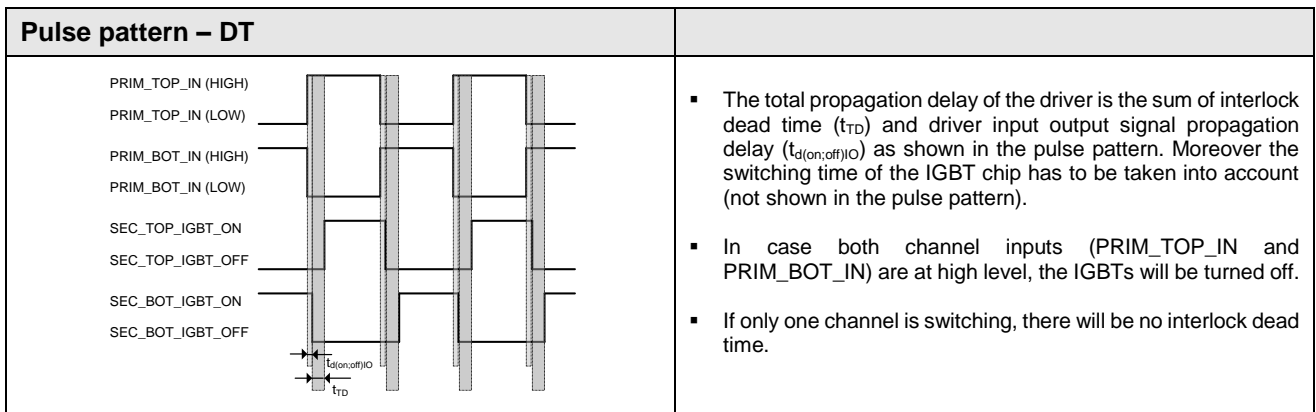 Pulse pattern – DT
PRIM_TOP_IN (HIGH)
PRIM_TOP_IN (LOW)
PRIM_BOT_IN (HIGH)
PRIM_BOT_IN (LOW)
SEC_TOP_IGBT_ON
SEC_TOP_IGBT_OFF
SEC_BOT_IGBT_ON
SEC_BOT_IGBT_OFF
td(on;off)IO
tTD
▪ The total propagation delay of the driver is the sum of interlock
dead time (tTD) and driver input output signal propagation
delay (td(on;off)IO) as shown in the pulse pattern. Moreover the
switching time of the IGBT chip has to be taken into account
(not shown in the pulse pattern).
▪ In case both channel inputs (PRIM_TOP_IN and
PRIM_BOT_IN) are at high level, the IGBTs will be turned off.
▪ If only one channel is switching, there will be no interlock dead
time.